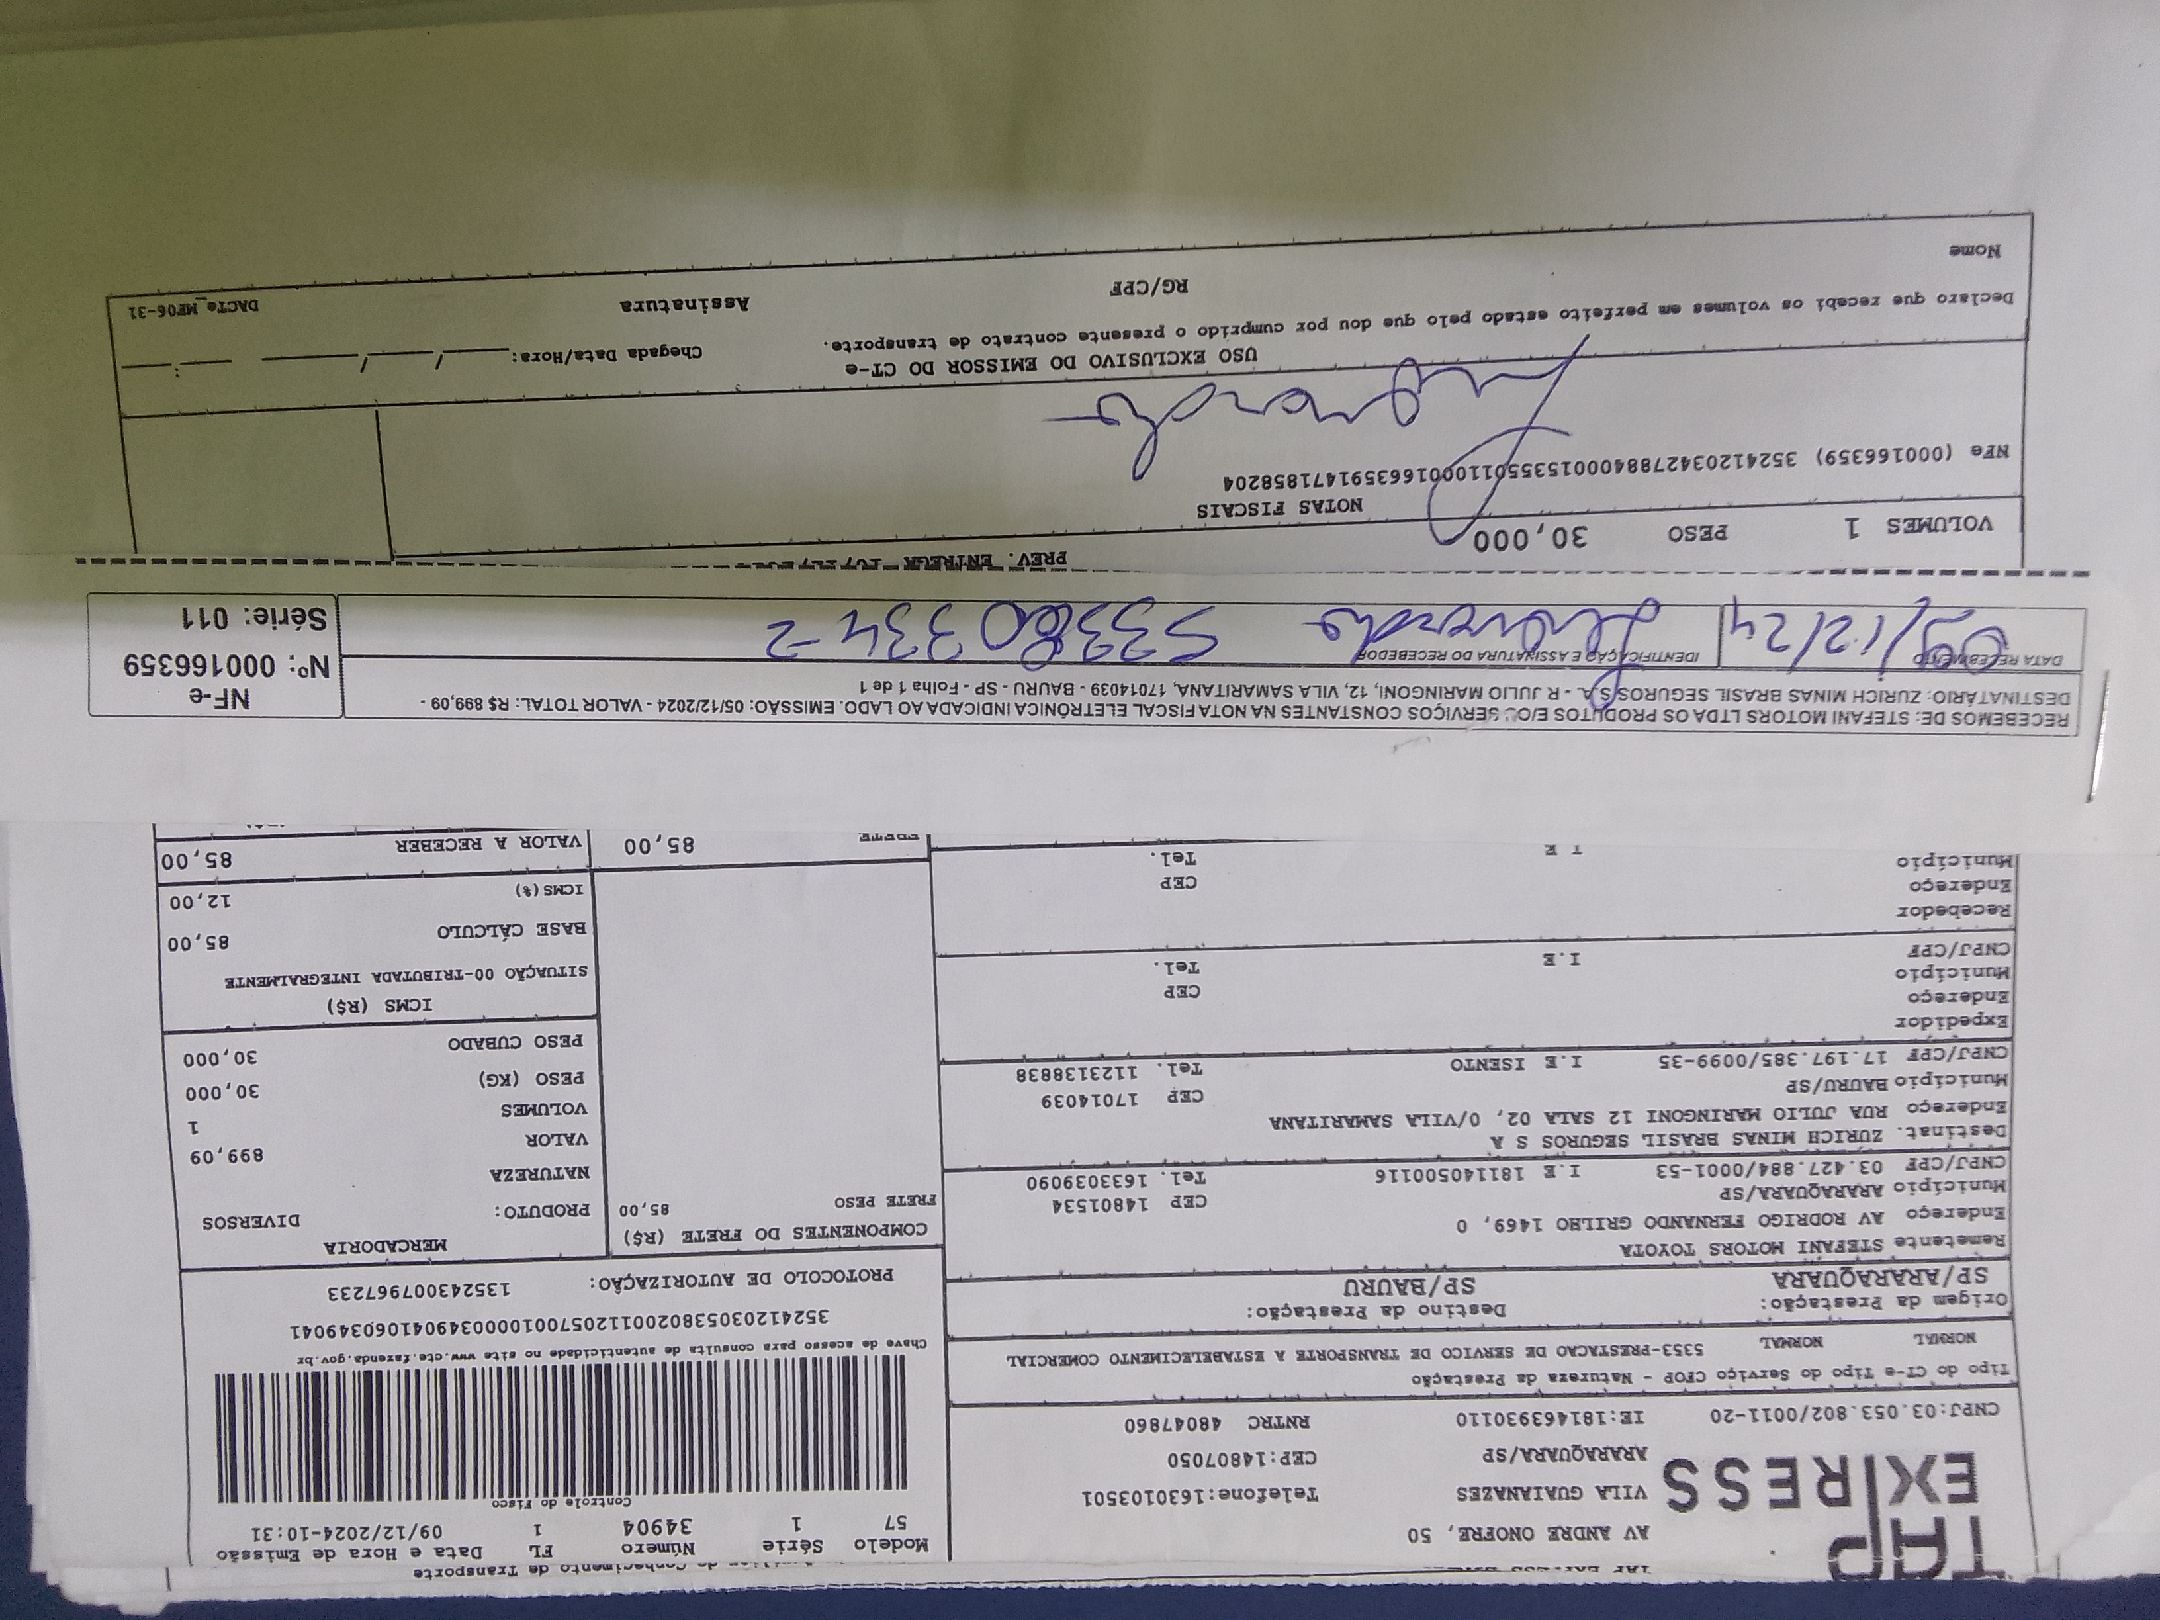 TAP
EXPRESS
AV ANDRE ONOFRE, 50
VILA GUAIANAZES Telefone:1630103501
ARARAQUARA/SP CEP:14807050
CNPJ:03.053.802/0011-20 IE:181463930110 RNTRC 48047860
Conhecimento de Transporte
Modelo Série Número FL Data e Hora de Emissão
57 1 34904 1 09/12/2024-10:31
Controle do Fisco
Chave de acesso para consulta de autenticidade no site www.cte.fazenda.gov.br
35241203053802001120570010000349041060349041
PROTOCOLO DE AUTORIZAÇÃO: 135243007967233
Tipo do CT-e Tipo do Serviço CFOP - Natureza da Prestação
NORMAL NORMAL 5353-PRESTACAO DE SERVICO DE TRANSPORTE A ESTABELECIMENTO COMERCIAL
Origem da Prestação: Destino da Prestação:
SP/ARARAQUARA SP/BAURU
Remetente STEFANI MOTORS TOYOTA
Endereço AV RODRIGO FERNANDO GRILHO 1469, 0
Município ARARAQUARA/SP CEP 14801534
CNPJ/CPF 03.427.884/0001-53 I.E 181140500116 Tel. 1633039090
Destinat. ZURICH MINAS BRASIL SEGUROS S A
Endereço RUA JULIO MARINGONI 12 SALA 02, 0/VILA SAMARITANA
Município BAURU/SP CEP 17014039
CNPJ/CPF 17.197.385/0099-35 I.E ISENTO Tel. 1123138838
Expedidor
Endereço
Município CEP
CNPJ/CPF I.E Tel.
Recebedor
Endereço CEP
Município Tel.
COMPONENTES DO FRETE (R$)
FRETE PESO 85,00
FRETE 85,00
MERCADORIA
PRODUTO: DIVERSOS
NATUREZA
VALOR 899,09
VOLUMES 1
PESO (KG) 30,000
PESO CUBADO 30,000
ICMS (R$)
SITUAÇÃO 00-TRIBUTADA INTEGRALMENTE
BASE CÁLCULO 85,00
ICMS(%) 12,00
VALOR A RECEBER 85,00
RECEBEMOS DE: STEFANI MOTORS LTDA OS PRODUTOS E/OU SERVIÇOS CONSTANTES NA NOTA FISCAL ELETRÔNICA INDICADA AO LADO. EMISSÃO: 05/12/2024 - VALOR TOTAL: R$ 899,09 -
DESTINATÁRIO: ZURICH MINAS BRASIL SEGUROS S.A. - R JULIO MARINGONI, 12, VILA SAMARITANA, 17014039 - BAURU - SP - Folha 1 de 1
DATA RECEBIMENTO IDENTIFICAÇÃO E ASSINATURA DO RECEBEDOR
09/12/24 53380334-2
NF-e
Nº: 000166359
Série: 011
PREV. ENTREGA
VOLUMES 1 PESO 30,000
NOTAS FISCAIS
NFe (000166359) 35241203427884000153550110001663591471858204
USO EXCLUSIVO DO EMISSOR DO CT-e
Chegada Data/Hora: ____/____/____ __:__
Declaro que recebi os volumes em perfeito estado pelo que dou por cumprido o presente contrato de transporte.
Nome RG/CPF Assinatura
DACTe_MF06-31